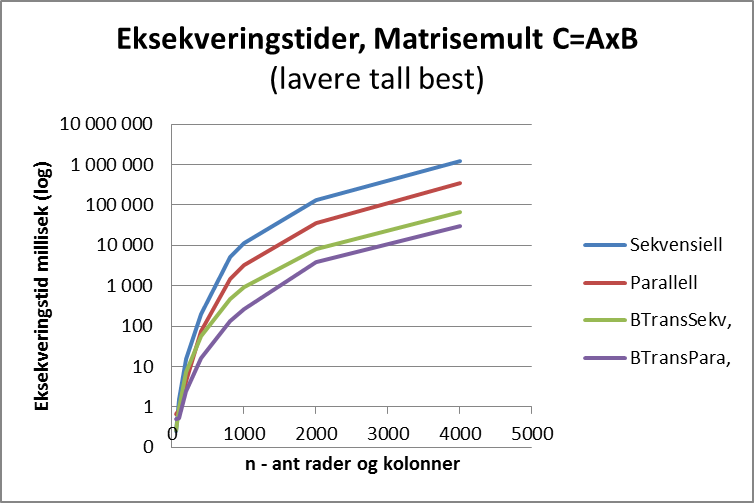 Eksekveringstider, Matrisemult C=AxB
(lavere tall best)
Eksekveringstid millisek (log)
10 000 000
1 000 000
100 000
10 000
1 000
100
10
1
0
0 1000 2000 3000 4000 5000
n - ant rader og kolonner
Sekvensiell
Parallell
BTransSekv,
BTransPara,